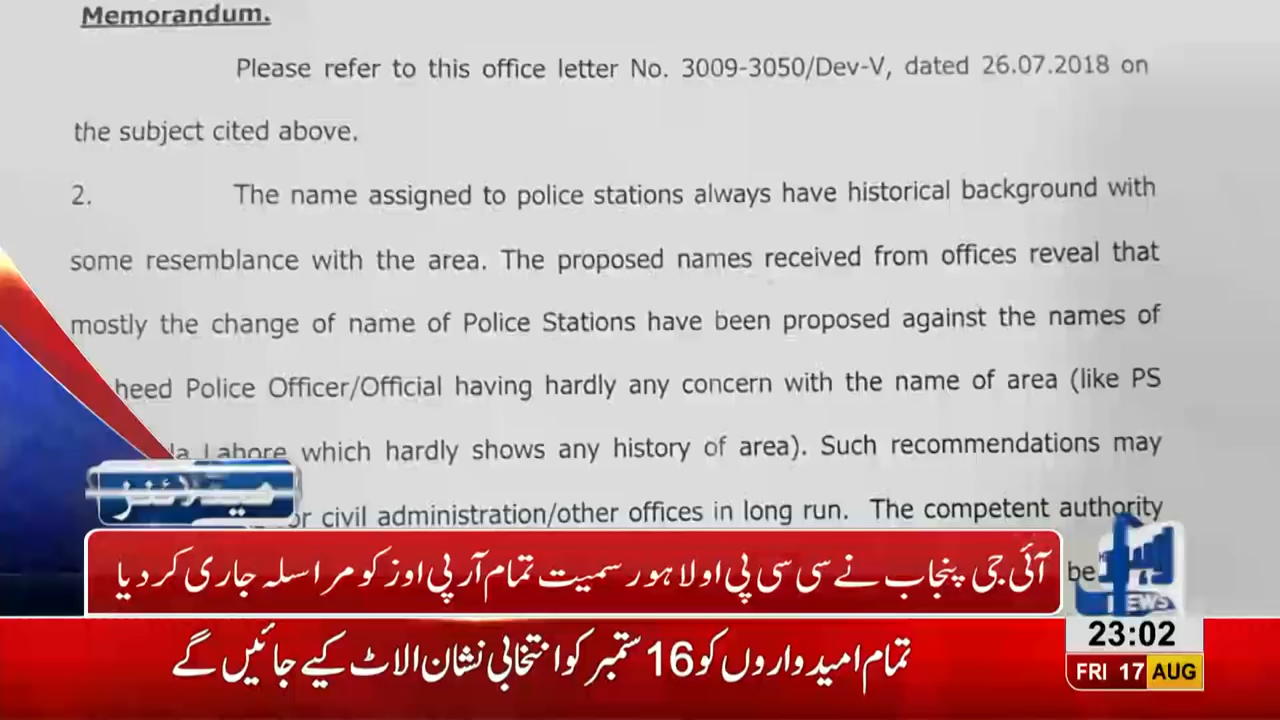 Memorandum.
Please refer to this office letter No. 3009-3050/Dev-V, dated 26.07.2018 on
the subject cited above.
2. The name assigned to police stations always have historical background with
some resemblance with the area. The proposed names received from offices reveal that
mostly the change of name of Police Stations have been proposed against the names of
heed Police Officer/Official having hardly any concern with the name of area (like PS
la Lahore which hardly shows any history of area). Such recommendations may
or civil administration/other offices in long run. The competent authority
be
ہیڈلائنز
آئی جی پنجاب نے سی سی پی او لاہور سمیت تمام آر پی اوز کو مراسلہ جاری کر دیا
NEWS
23:02
تمام امیدواروں کو 16 ستمبر کو انتخابی نشان الاٹ کیے جائیں گے
FRI 17 AUG